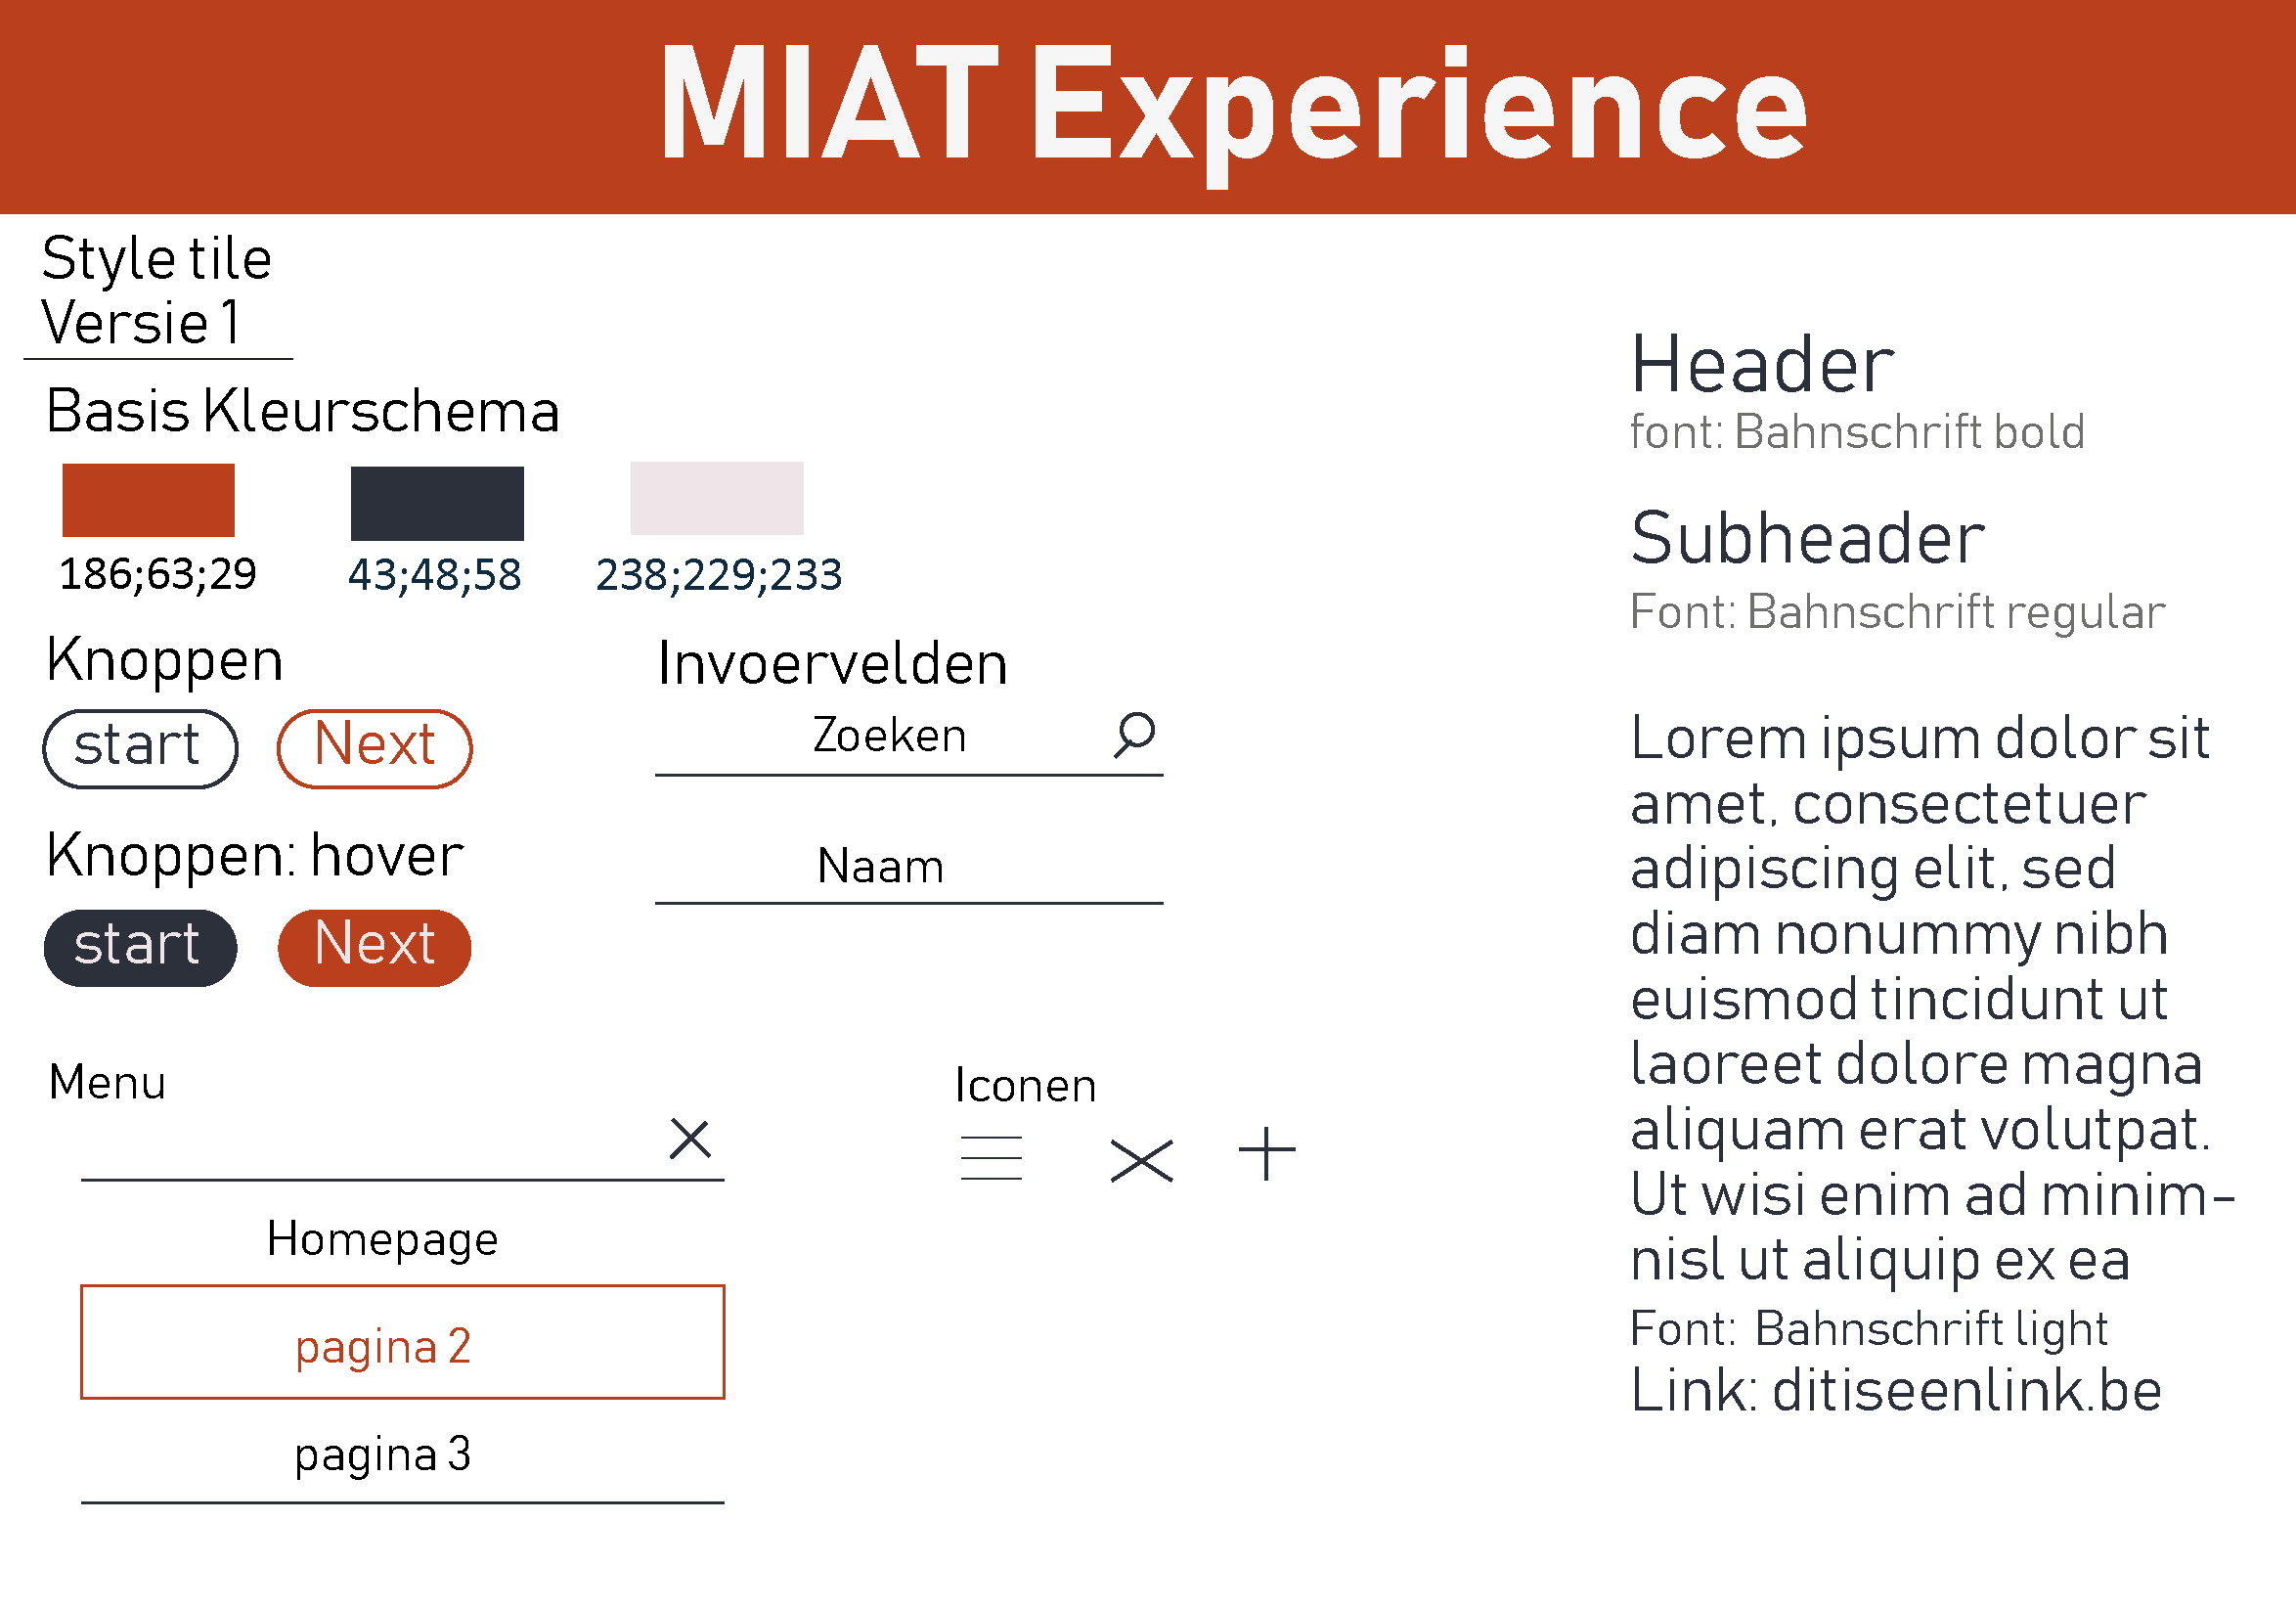 MIAT Experience
Style tile
Versie 1
Basis Kleurschema
186;63;29
43;48;58
238;229;233
Knoppen
start
Next
Knoppen: hover
start
Next
Invoervelden
Zoeken
Naam
Menu
Homepage
pagina 2
pagina 3
Iconen
Header
font: Bahnschrift bold
Subheader
Font: Bahnschrift regular
Lorem ipsum dolor sit
amet, consectetuer
adipiscing elit, sed
diam nonummy nibh
euismod tincidunt ut
laoreet dolore magna
aliquam erat volutpat.
Ut wisi enim ad minim-
nisl ut aliquip ex ea
Font: Bahnschrift light
Link: ditiseenlink.be